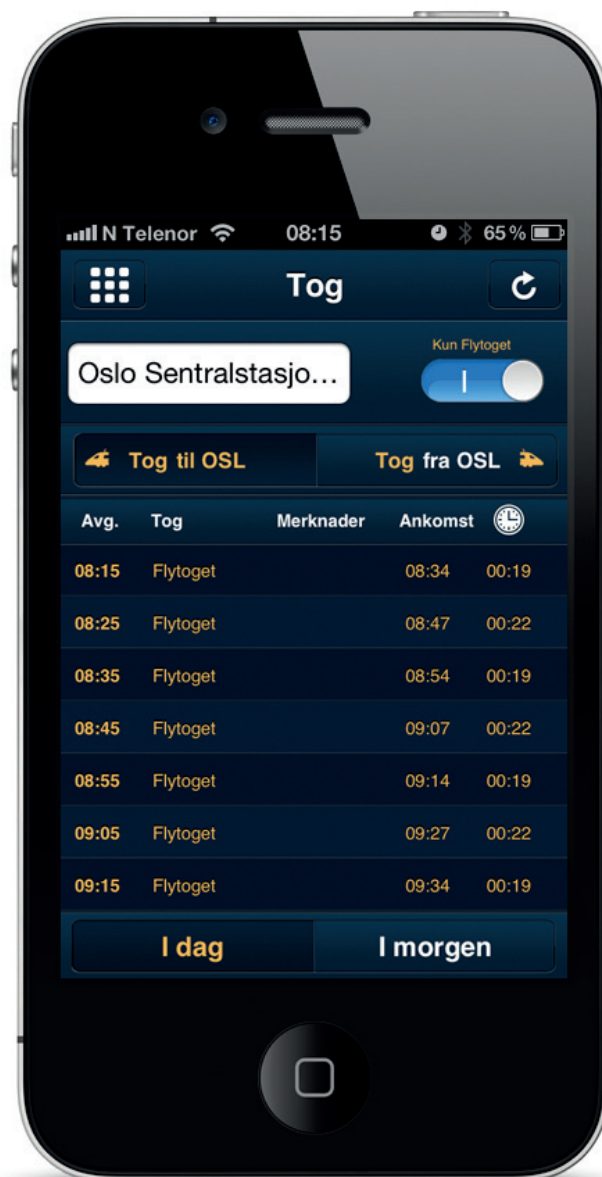 N Telenor 08:15 65 %
Tog
Oslo Sentralstasjo...
Kun Flytoget
Tog til OSL Tog fra OSL
Avg. Tog Merknader Ankomst
08:15 Flytoget 08:34 00:19
08:25 Flytoget 08:47 00:22
08:35 Flytoget 08:54 00:19
08:45 Flytoget 09:07 00:22
08:55 Flytoget 09:14 00:19
09:05 Flytoget 09:27 00:22
09:15 Flytoget 09:34 00:19
I dag I morgen